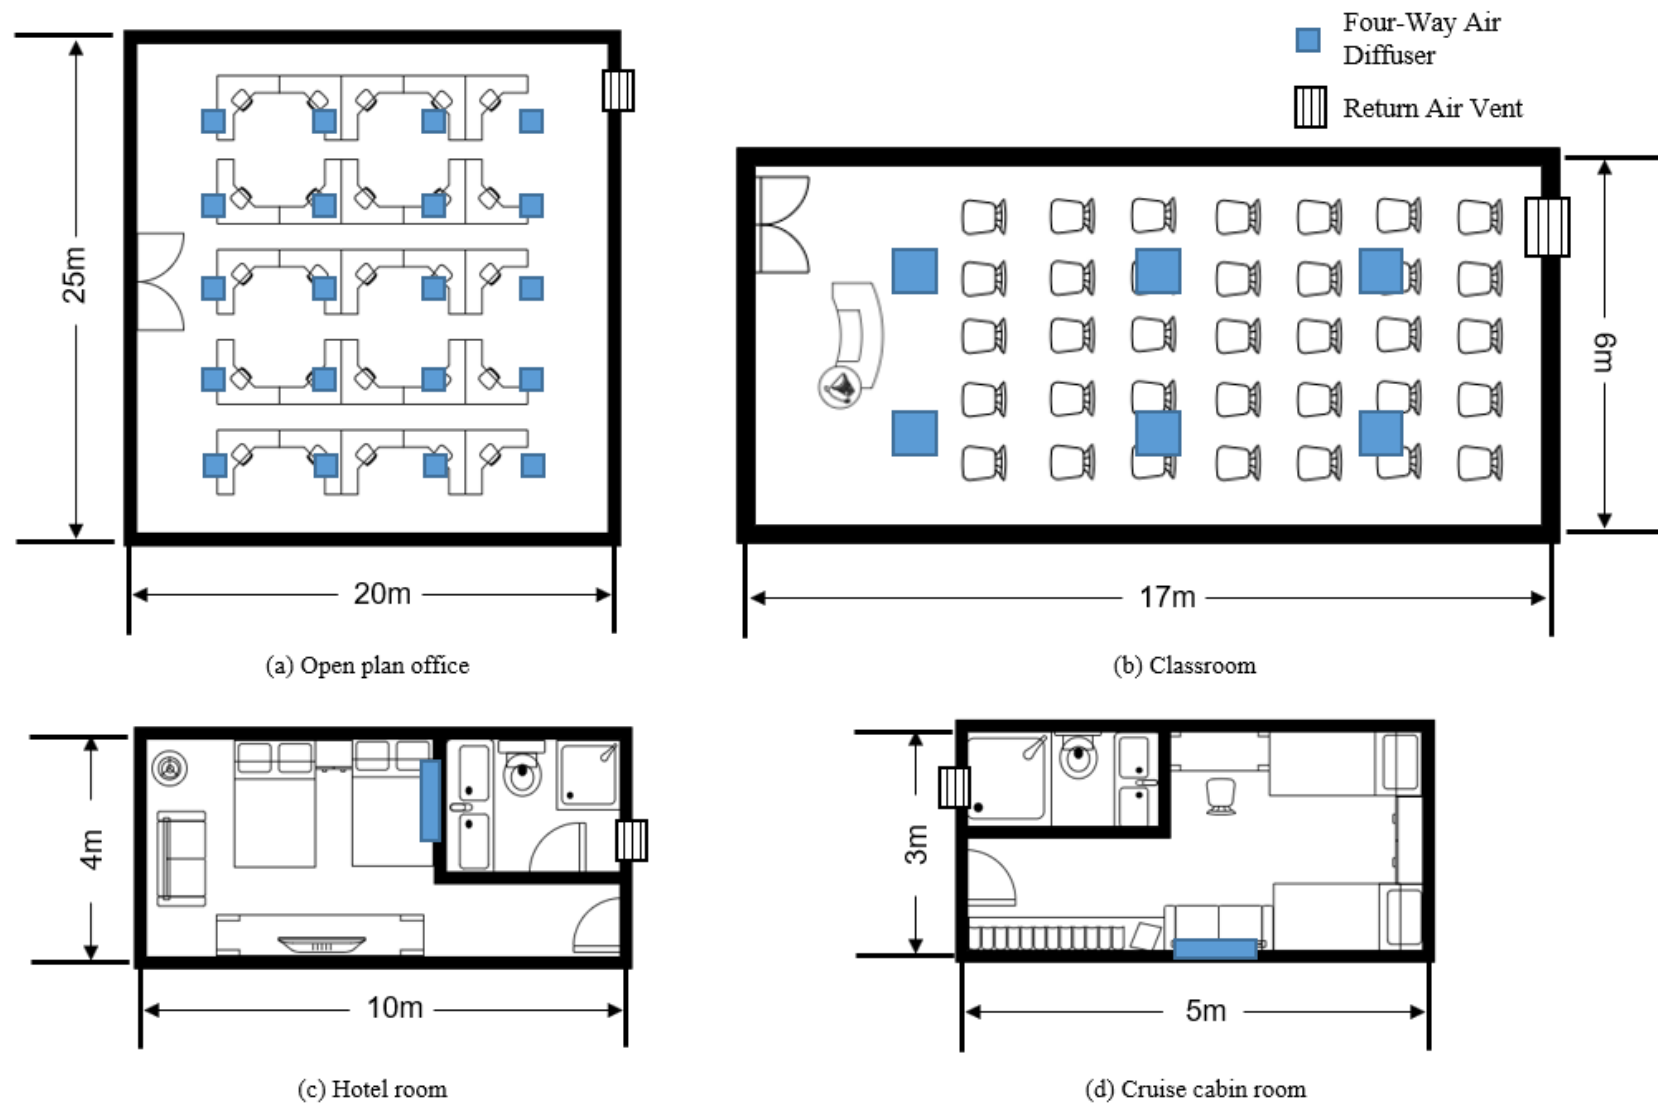 Four-Way Air
Diffuser
Return Air Vent
25m
20m
(a) Open plan office
6m
17m
(b) Classroom
4m
10m
(c) Hotel room
3m
5m
(d) Cruise cabin room